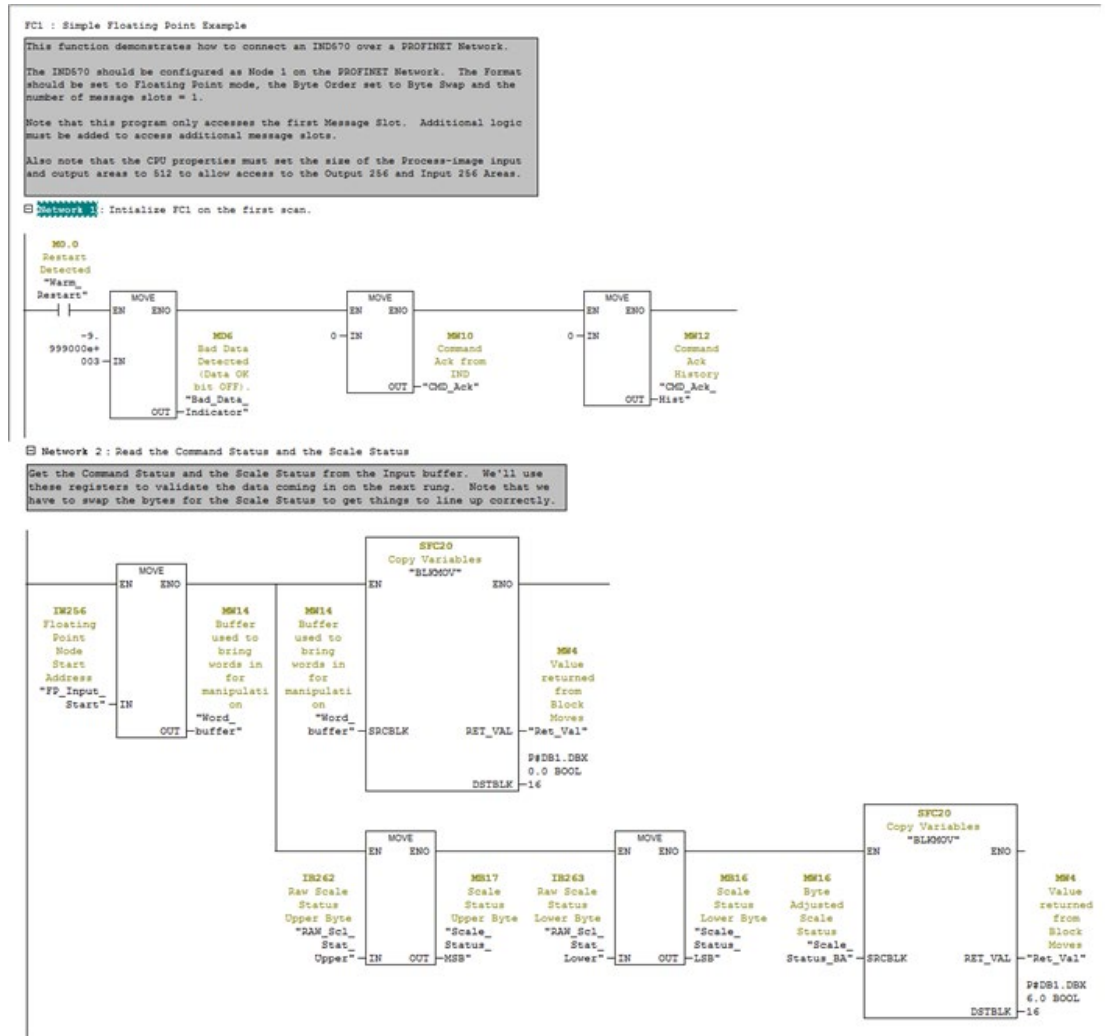 FC1 : Simple Floating Point Example
This function demonstrates how to connect an IND570 over a PROFINET Network.
The IND570 should be configured as Node 1 on the PROFINET Network. The Format
should be set to Floating Point mode, the Byte Order set to Byte Swap and the
number of message slots = 1.
Note that this program only accesses the first Message Slot. Additional logic
must be added to access additional message slots.
Also note that the CPU properties must set the size of the Process-image input
and output areas to 512 to allow access to the Output 256 and Input 256 Areas.
Network 1: Intialize FC1 on the first scan.
M0.0
Restart
Detected
"Warm_
Restart"
MOVE
EN ENO
-9.
999000e+
003
IN
OUT
MD6
Bad Data
Detected
(Data OK
bit OFF).
"Bad_Data_
Indicator"
MOVE
EN ENO
0
IN
OUT
MW10
Command
Ack from
IND
"CMD_Ack"
MOVE
EN ENO
0
IN
OUT
MW12
Command
Ack
History
"CMD_Ack_
Hist"
Network 2 : Read the Command Status and the Scale Status
Get the Command Status and the Scale Status from the Input buffer. We'll use
these registers to validate the data coming in on the next rung. Note that we
have to swap the bytes for the Scale Status to get things to line up correctly.
IW256
Floating
Point
Node
Start
Address
"FP_Input_
Start"
MOVE
EN ENO
IN
OUT
MW14
Buffer
used to
bring
words in
for
manipulati
on
"Word_
buffer"
MW14
Buffer
used to
bring
words in
for
manipulati
on
"Word_
buffer"
SFC20
Copy Variables
"BLKMOV"
EN ENO
SRCBLK RET_VAL
DSTBLK
MW4
Value
returned
from
Block
Moves
"Ret_Val"
P#DB1.DBX
0.0 BOOL
16
IB262
Raw Scale
Status
Upper Byte
"RAW_Scl_
Stat_
Upper"
MOVE
EN ENO
IN OUT
MB17
Scale
Status
Upper Byte
"Scale_
Status_
MSB"
IB263
Raw Scale
Status
Lower Byte
"RAW_Scl_
Stat_
Lower"
MOVE
EN ENO
IN OUT
MB16
Scale
Status
Lower Byte
"Scale_
Status_
LSB"
MW16
Byte
Adjusted
Scale
Status
"Scale_
Status_BA"
SFC20
Copy Variables
"BLKMOV"
EN ENO
SRCBLK RET_VAL
DSTBLK
MW4
Value
returned
from
Block
Moves
"Ret_Val"
P#DB1.DBX
6.0 BOOL
16